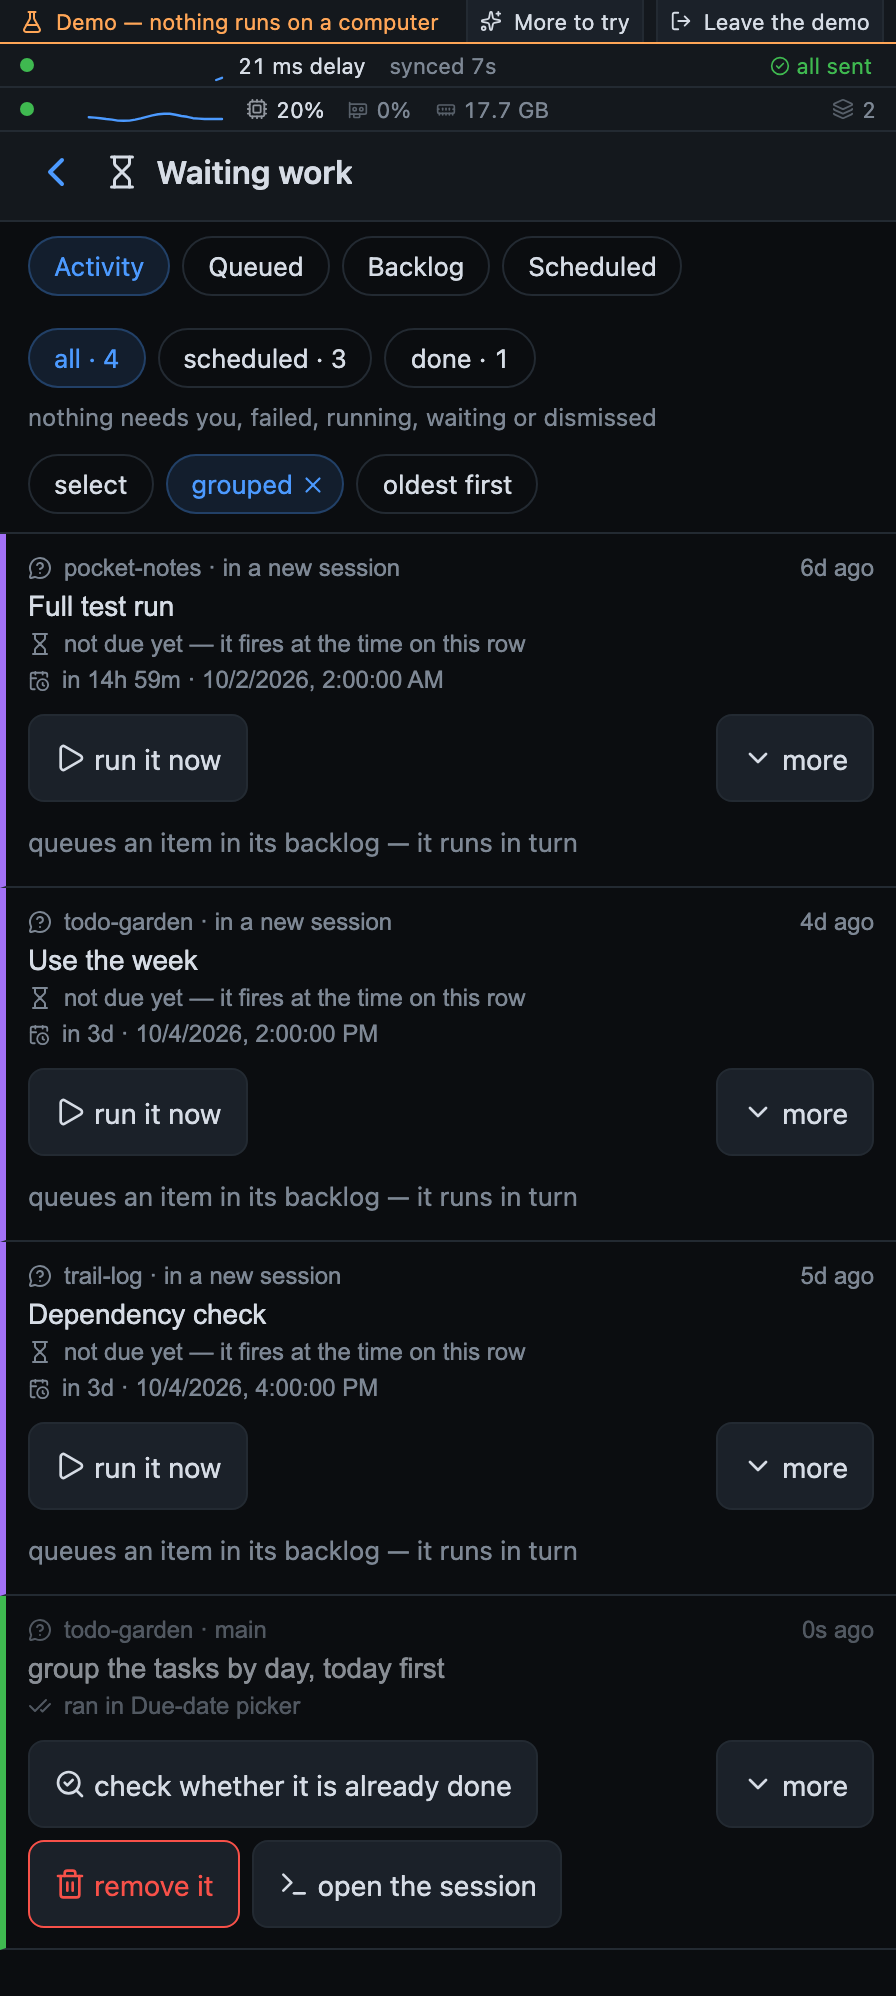 Demo — nothing runs on a computer
More to try
Leave the demo
21 ms delay synced 7s all sent
20% 0% 17.7 GB 2
Waiting work
Activity Queued Backlog Scheduled
all · 4 scheduled · 3 done · 1
nothing needs you, failed, running, waiting or dismissed
select grouped oldest first
pocket-notes · in a new session 6d ago
Full test run
not due yet — it fires at the time on this row
in 14h 59m · 10/2/2026, 2:00:00 AM
run it now more
queues an item in its backlog — it runs in turn
todo-garden · in a new session 4d ago
Use the week
not due yet — it fires at the time on this row
in 3d · 10/4/2026, 2:00:00 PM
run it now more
queues an item in its backlog — it runs in turn
trail-log · in a new session 5d ago
Dependency check
not due yet — it fires at the time on this row
in 3d · 10/4/2026, 4:00:00 PM
run it now more
queues an item in its backlog — it runs in turn
todo-garden · main 0s ago
group the tasks by day, today first
ran in Due-date picker
check whether it is already done more
remove it open the session